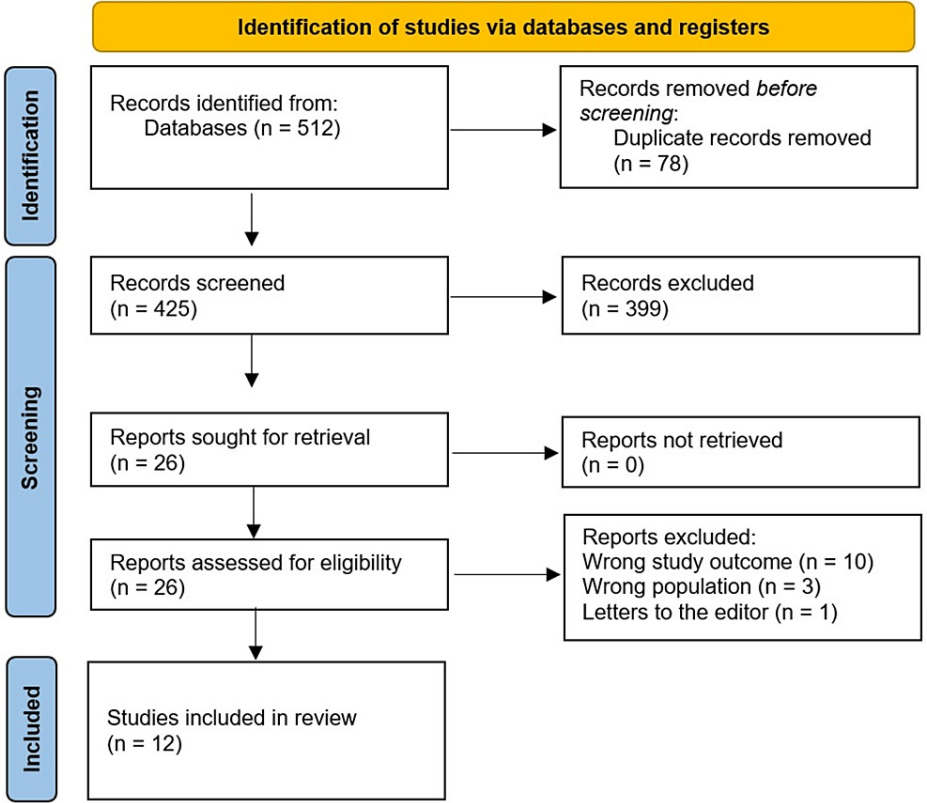 Identification of studies via databases and registers
Identification
Records identified from:
Databases (n = 512)
Records removed before
screening:
Duplicate records removed
(n = 78)
Screening
Records screened
(n = 425)
Records excluded
(n = 399)
Reports sought for retrieval
(n = 26)
Reports not retrieved
(n = 0)
Reports assessed for eligibility
(n = 26)
Reports excluded:
Wrong study outcome (n = 10)
Wrong population (n = 3)
Letters to the editor (n = 1)
Included
Studies included in review
(n = 12)